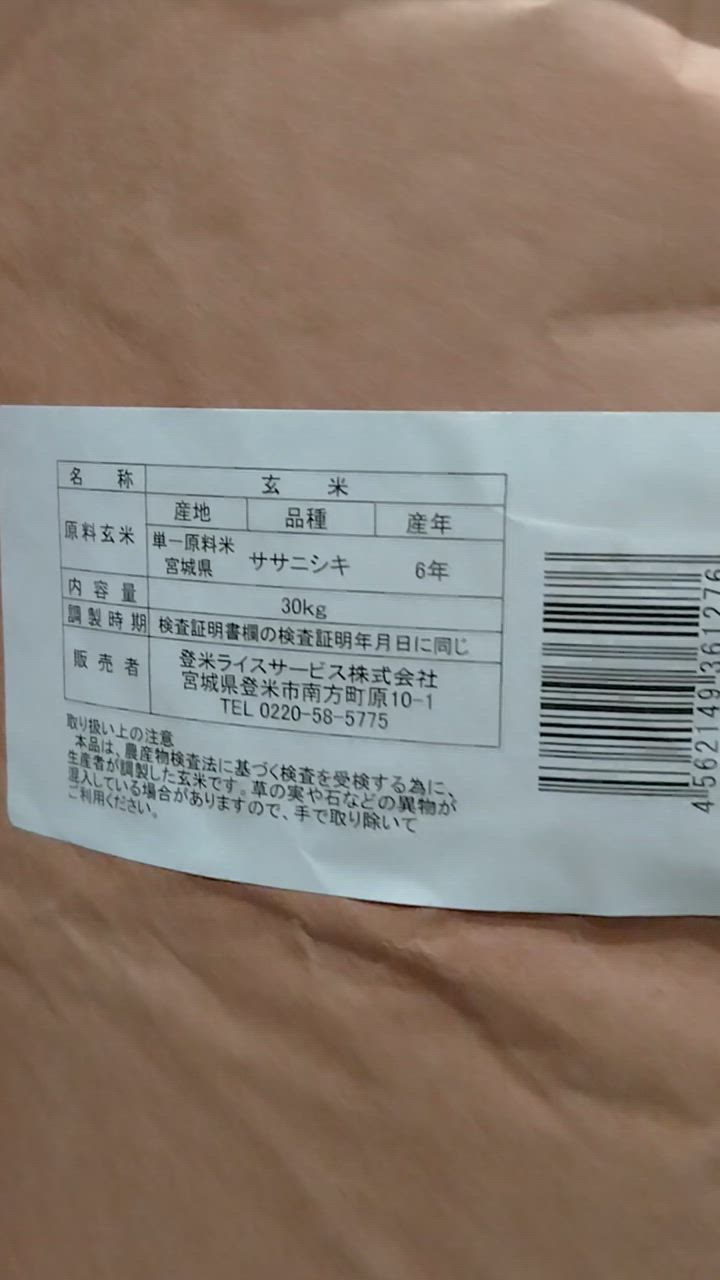 名 称 玄 米
原料玄米 産地 品種 産年
単一原料米 宮城県 ササニシキ 6年
内容量 30kg
調製時期 検査証明書欄の検査証明年月日に同じ
販売者 登米ライスサービス株式会社
宮城県登米市南方町原10-1
TEL 0220-58-5775
取り扱い上の注意
本品は、農産物検査法に基づく検査を受検する為に、
生産者が調製した玄米です。草の実や石などの異物が
混入している場合がありますので、手で取り除いて
ご利用ください。
4562149361276